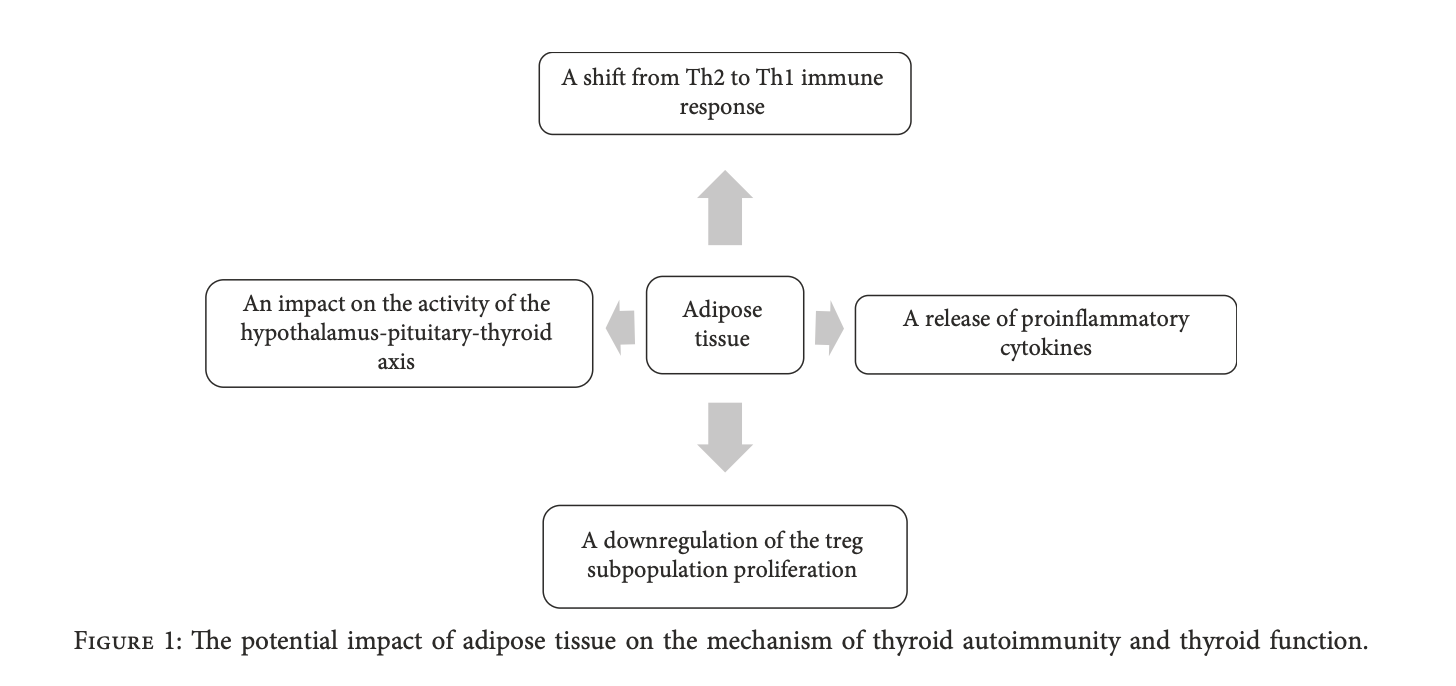 A shift from Th2 to Th1 immune
response
An impact on the activity of the
hypothalamus-pituitary-thyroid
axis
Adipose
tissue
A release of proinflammatory
cytokines
A downregulation of the treg
subpopulation proliferation
Figure 1: The potential impact of adipose tissue on the mechanism of thyroid autoimmunity and thyroid function.